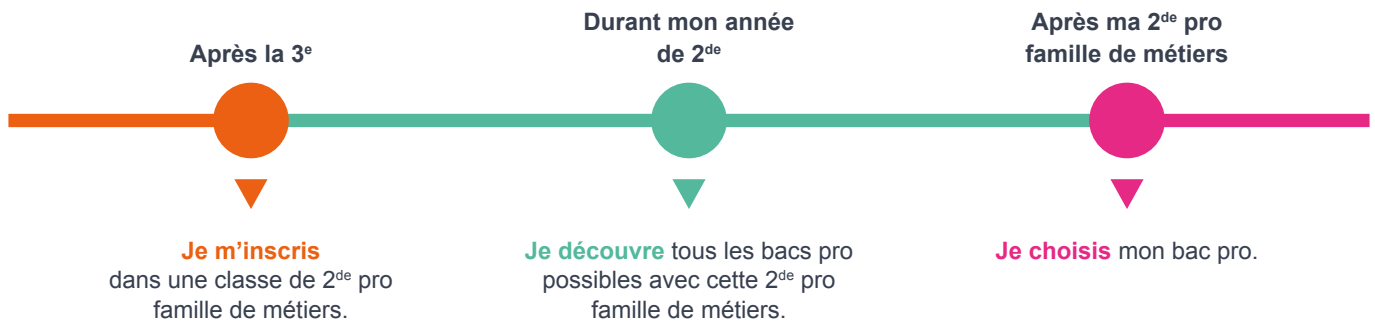 Après la 3e
Je m’inscris
dans une classe de 2de pro
famille de métiers.
Durant mon année
de 2de
Je découvre tous les bacs pro
possibles avec cette 2de pro
famille de métiers.
Après ma 2de pro
famille de métiers
Je choisis mon bac pro.